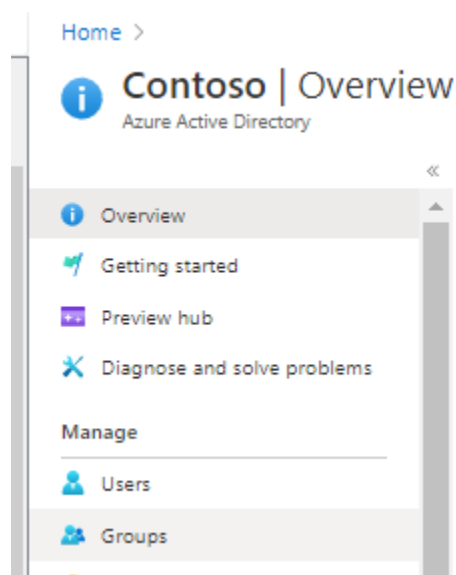 Home >
Contoso | Overview
Azure Active Directory
«
Overview
Getting started
Preview hub
Diagnose and solve problems
Manage
Users
Groups